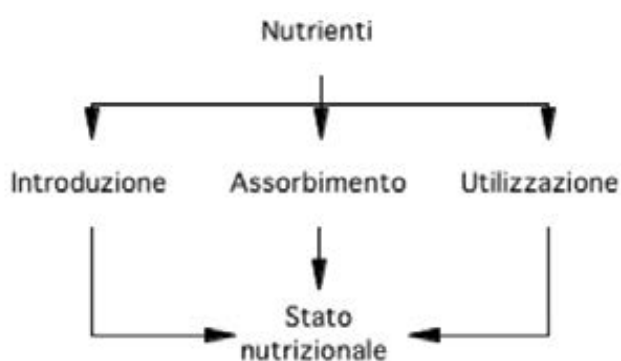 Nutrienti
Introduzione Assorbimento Utilizzazione
Stato
nutrizionale